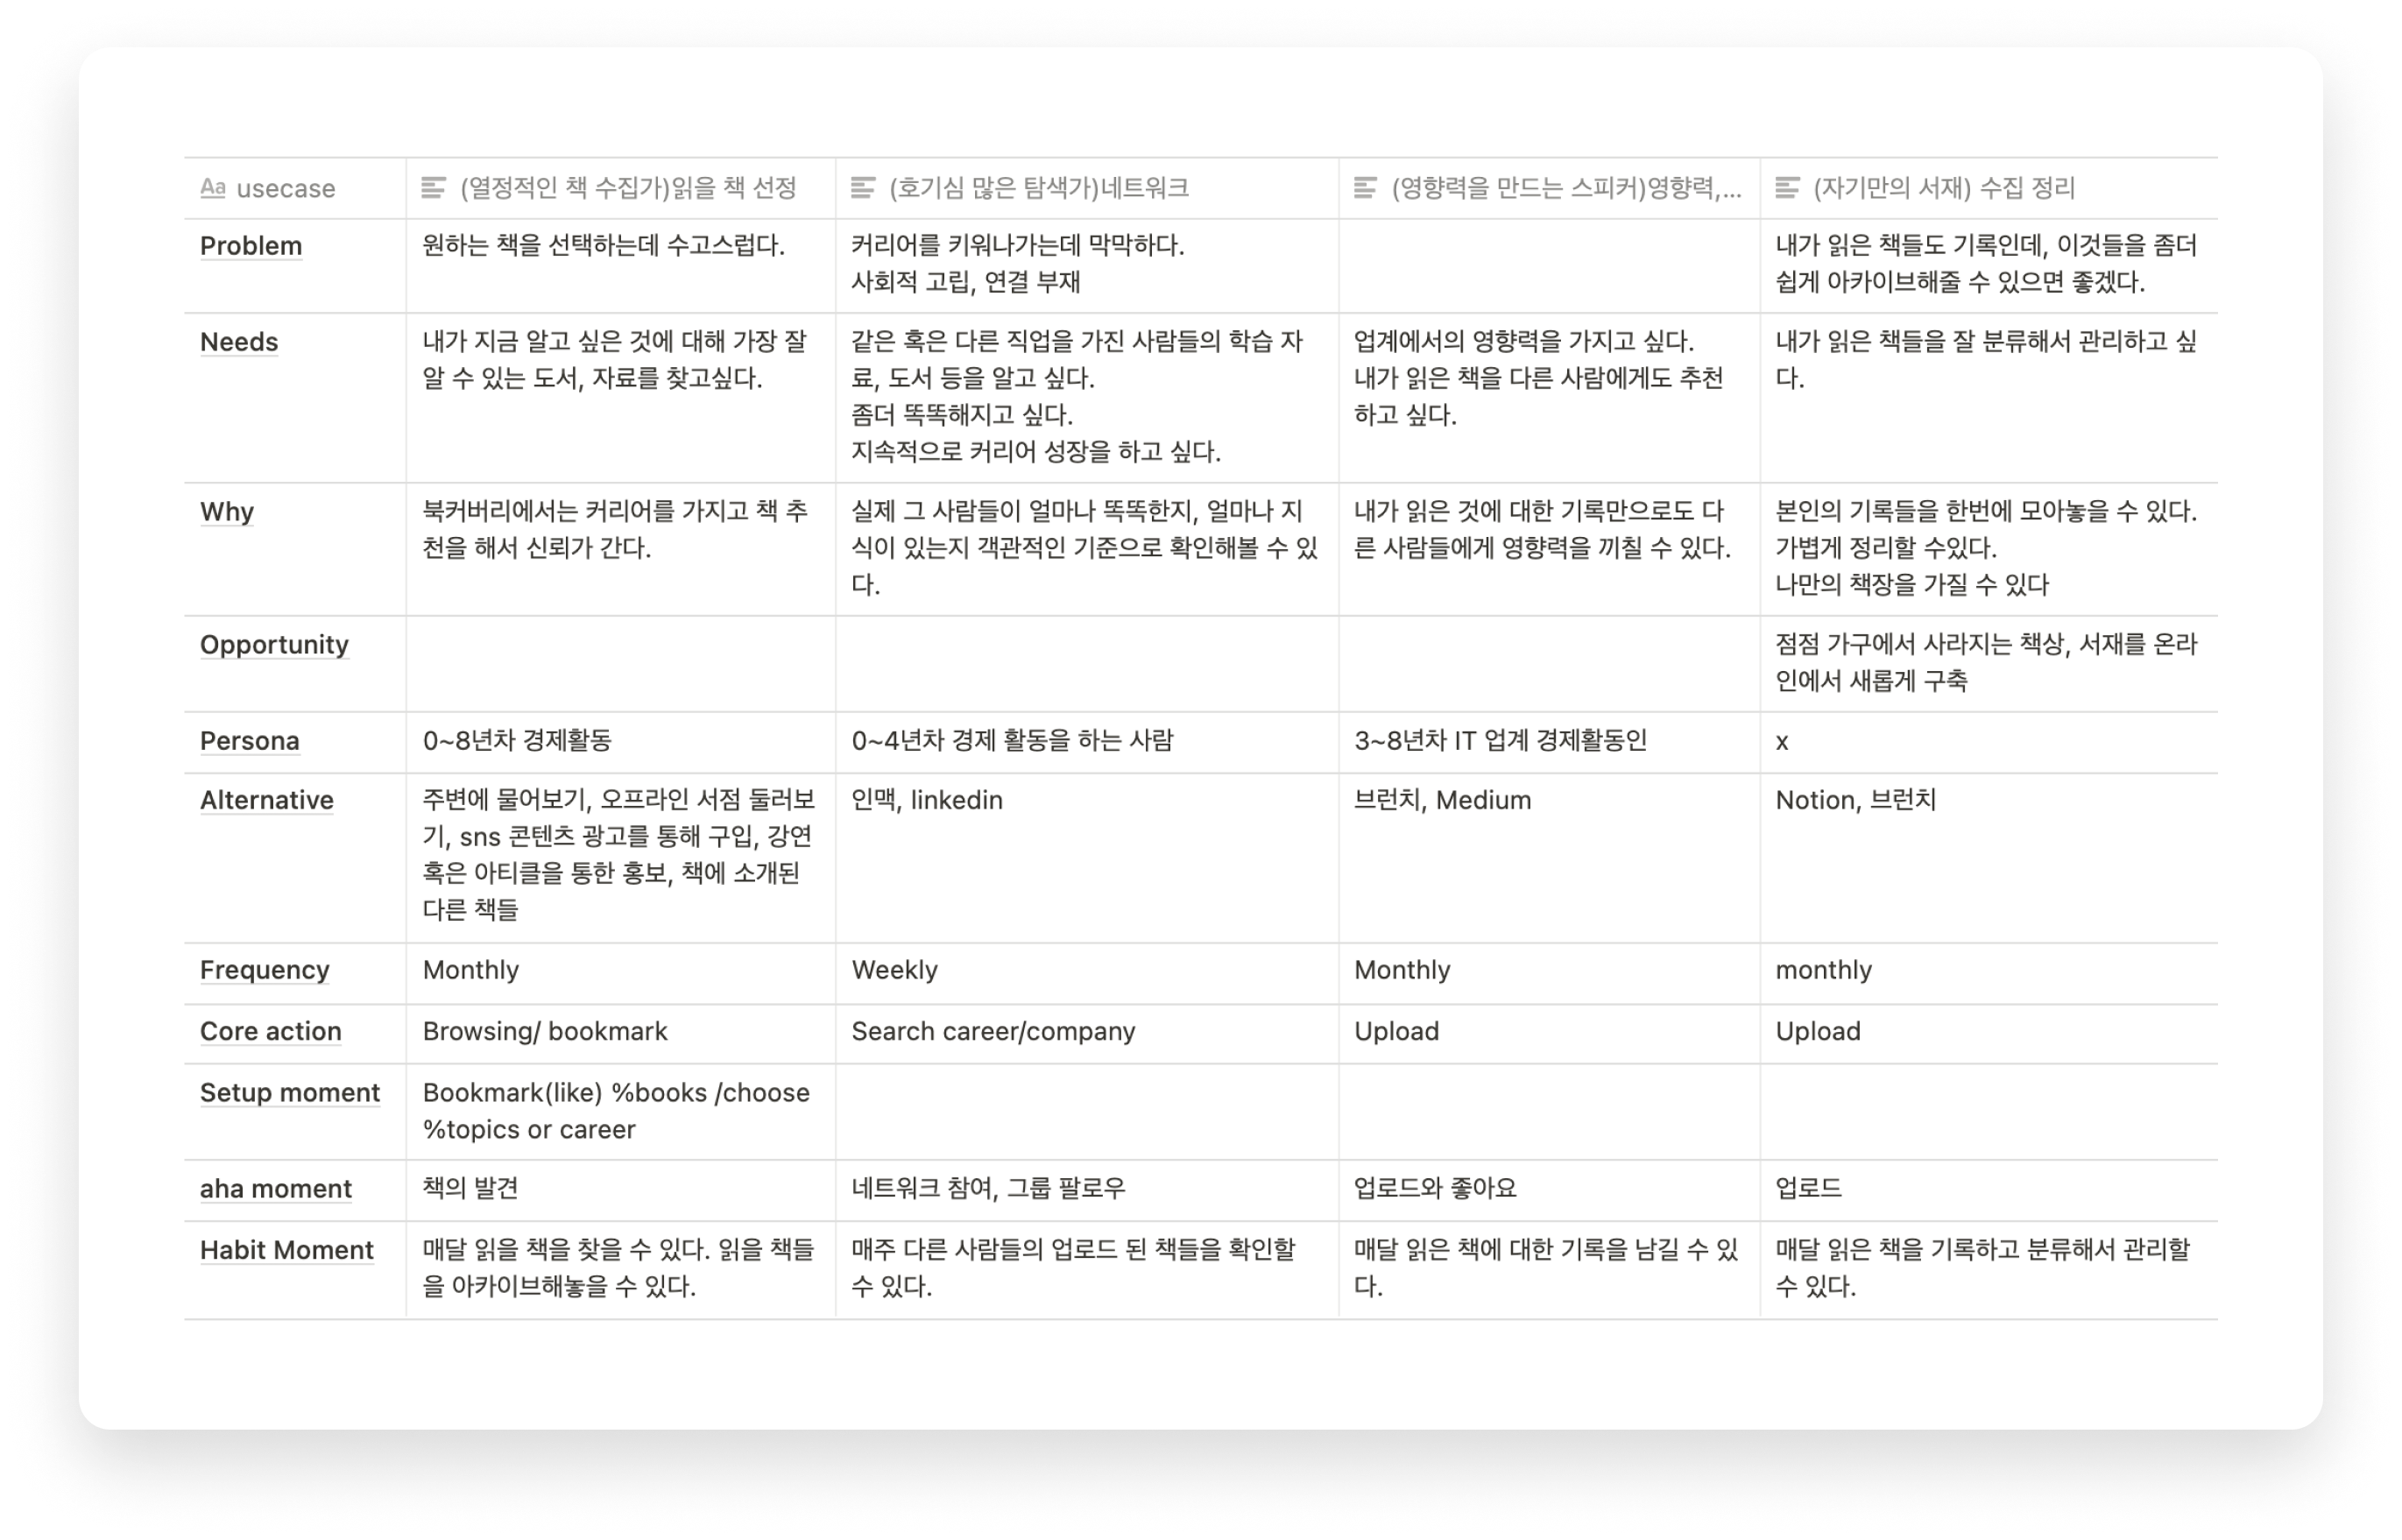 Aa usecase
(열정적인 책 수집가)읽을 책 선정
(호기심 많은 탐색가)네트워크
(영향력을 만드는 스피커)영향력,...
(자기만의 서재) 수집 정리
Problem
원하는 책을 선택하는데 수고스럽다.
커리어를 키워나가는데 막막하다.
사회적 고립, 연결 부재
내가 읽은 책들도 기록인데, 이것들을 좀더
쉽게 아카이브해줄 수 있으면 좋겠다.
Needs
내가 지금 알고 싶은 것에 대해 가장 잘
알 수 있는 도서, 자료를 찾고싶다.
같은 혹은 다른 직업을 가진 사람들의 학습 자
료, 도서 등을 알고 싶다.
좀더 똑똑해지고 싶다.
지속적으로 커리어 성장을 하고 싶다.
업계에서의 영향력을 가지고 싶다.
내가 읽은 책을 다른 사람에게도 추천
하고 싶다.
내가 읽은 책들을 잘 분류해서 관리하고 싶
다.
Why
북커버리에서는 커리어를 가지고 책 추
천을 해서 신뢰가 간다.
실제 그 사람들이 얼마나 똑똑한지, 얼마나 지
식이 있는지 객관적인 기준으로 확인해볼 수 있
다.
내가 읽은 것에 대한 기록만으로도 다
른 사람들에게 영향력을 끼칠 수 있다.
본인의 기록들을 한번에 모아놓을 수 있다.
가볍게 정리할 수있다.
나만의 책장을 가질 수 있다
Opportunity
점점 가구에서 사라지는 책상, 서재를 온라
인에서 새롭게 구축
Persona
0~8년차 경제활동
0~4년차 경제 활동을 하는 사람
3~8년차 IT 업계 경제활동인
x
Alternative
주변에 물어보기, 오프라인 서점 둘러보
기, sns 콘텐츠 광고를 통해 구입, 강연
혹은 아티클을 통한 홍보, 책에 소개된
다른 책들
인맥, linkedin
브런치, Medium
Notion, 브런치
Frequency
Monthly
Weekly
Monthly
monthly
Core action
Browsing/ bookmark
Search career/company
Upload
Upload
Setup moment
Bookmark(like) %books /choose
%topics or career
aha moment
책의 발견
네트워크 참여, 그룹 팔로우
업로드와 좋아요
업로드
Habit Moment
매달 읽을 책을 찾을 수 있다. 읽을 책들
을 아카이브해놓을 수 있다.
매주 다른 사람들의 업로드 된 책들을 확인할
수 있다.
매달 읽은 책에 대한 기록을 남길 수 있
다.
매달 읽은 책을 기록하고 분류해서 관리할
수 있다.